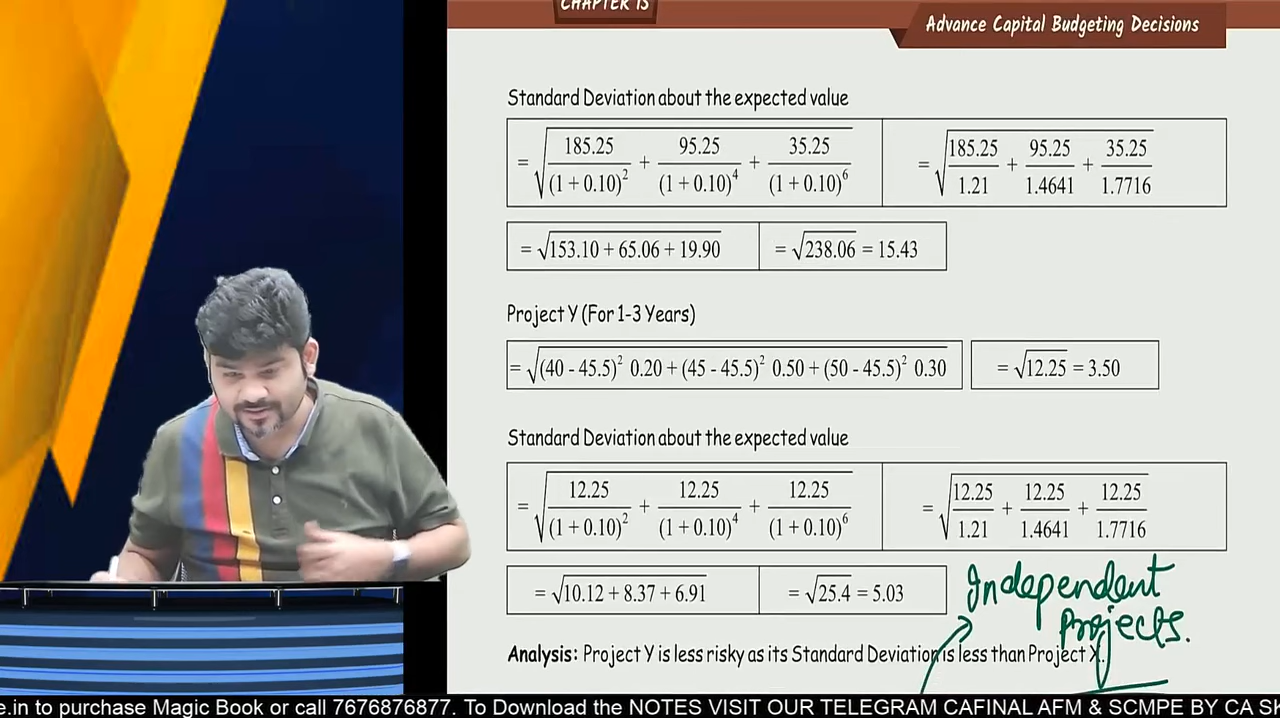 CHAPTER 15
Advance Capital Budgeting Decisions
Standard Deviation about the expected value
= √ 185.25 / (1 + 0.10)² + 95.25 / (1 + 0.10)⁴ + 35.25 / (1 + 0.10)⁶
= √ 185.25 / 1.21 + 95.25 / 1.4641 + 35.25 / 1.7716
= √153.10 + 65.06 + 19.90
= √238.06 = 15.43
Project Y (For 1-3 Years)
= √(40 - 45.5)² 0.20 + (45 - 45.5)² 0.50 + (50 - 45.5)² 0.30
= √12.25 = 3.50
Standard Deviation about the expected value
= √ 12.25 / (1 + 0.10)² + 12.25 / (1 + 0.10)⁴ + 12.25 / (1 + 0.10)⁶
= √ 12.25 / 1.21 + 12.25 / 1.4641 + 12.25 / 1.7716
= √10.12 + 8.37 + 6.91
= √25.4 = 5.03
Independent
Projects.
Analysis: Project Y is less risky as its Standard Deviation is less than Project X.
e.in to purchase Magic Book or call 7676876877. To Download the NOTES VISIT OUR TELEGRAM CAFINAL AFM & SCMPE BY CA